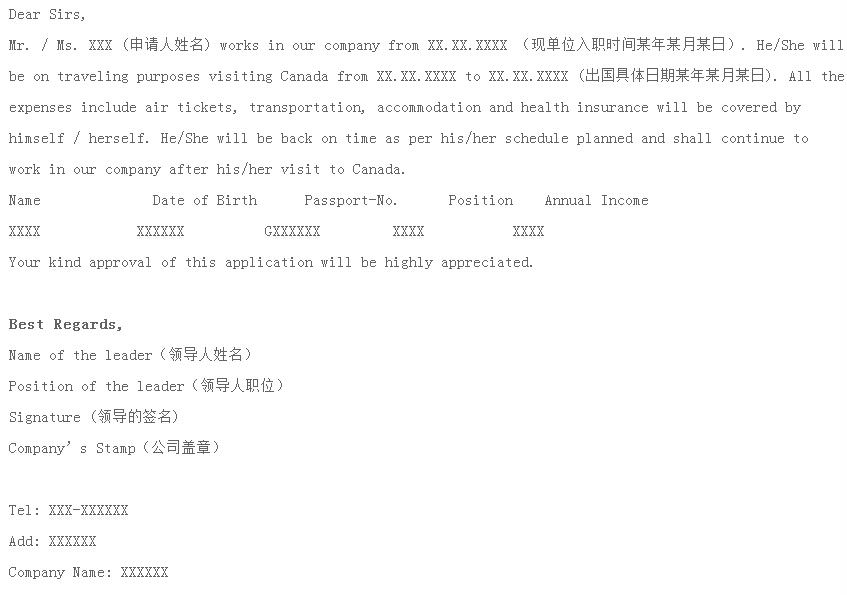 Dear Sirs,
Mr. / Ms. XXX (申请人姓名) works in our company from XX.XX.XXXX （现单位入职时间某年某月某日）. He/She will
be on traveling purposes visiting Canada from XX.XX.XXXX to XX.XX.XXXX (出国具体日期某年某月某日). All the
expenses include air tickets, transportation, accommodation and health insurance will be covered by
himself / herself. He/She will be back on time as per his/her schedule planned and shall continue to
work in our company after his/her visit to Canada.
Name Date of Birth Passport-No. Position Annual Income
XXXX XXXXXX GXXXXXX XXXX XXXX
Your kind approval of this application will be highly appreciated.
Best Regards,
Name of the leader（领导人姓名）
Position of the leader（领导人职位）
Signature (领导的签名)
Company’s Stamp（公司盖章）
Tel: XXX-XXXXXX
Add: XXXXXX
Company Name: XXXXXX